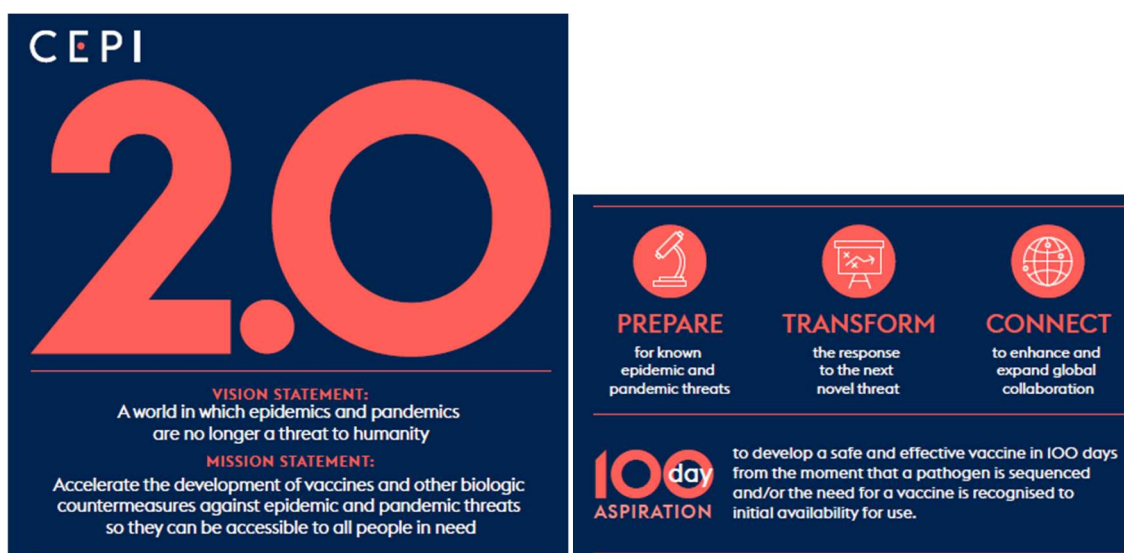 CEPI
2.0
VISION STATEMENT:
A world in which epidemics and pandemics
are no longer a threat to humanity
MISSION STATEMENT:
Accelerate the development of vaccines and other biologic
countermeasures against epidemic and pandemic threats
so they can be accessible to all people in need
PREPARE
for known
epidemic and
pandemic threats
TRANSFORM
the response
to the next
novel threat
CONNECT
to enhance and
expand global
collaboration
100 day
ASPIRATION
to develop a safe and effective vaccine in 100 days
from the moment that a pathogen is sequenced
and/or the need for a vaccine is recognised to
initial availability for use.